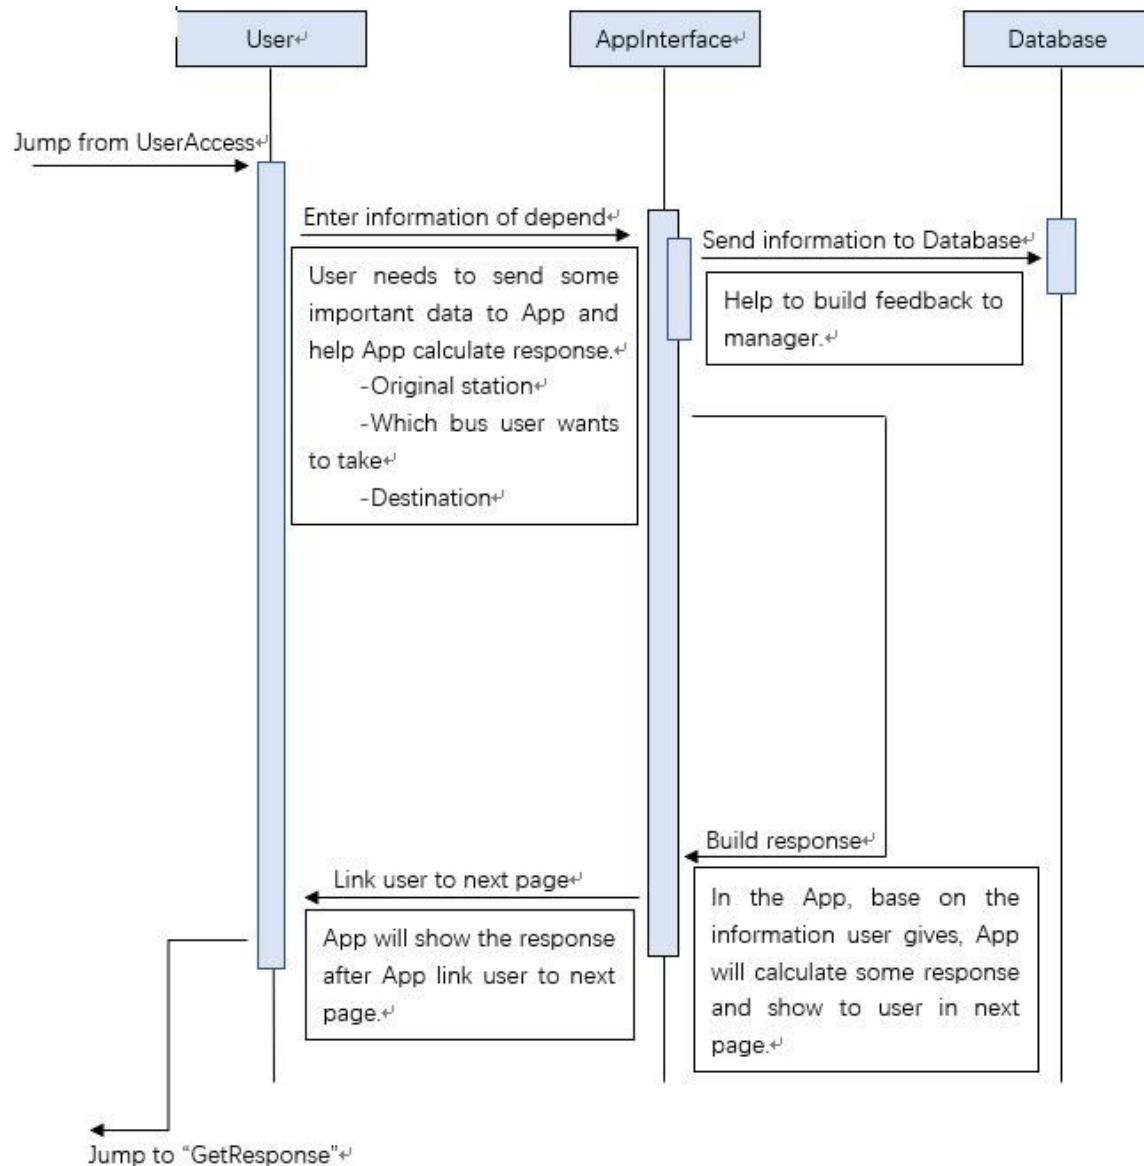 User
AppInterface
Database
Jump from UserAccess
Enter information of depend
Send information to Database
User needs to send some
important data to App and
help App calculate response.
-Original station
-Which bus user wants
to take
-Destination
Help to build feedback to
manager.
Build response
Link user to next page
In the App, base on the
information user gives, App
will calculate some response
and show to user in next
page.
App will show the response
after App link user to next
page.
Jump to “GetResponse”